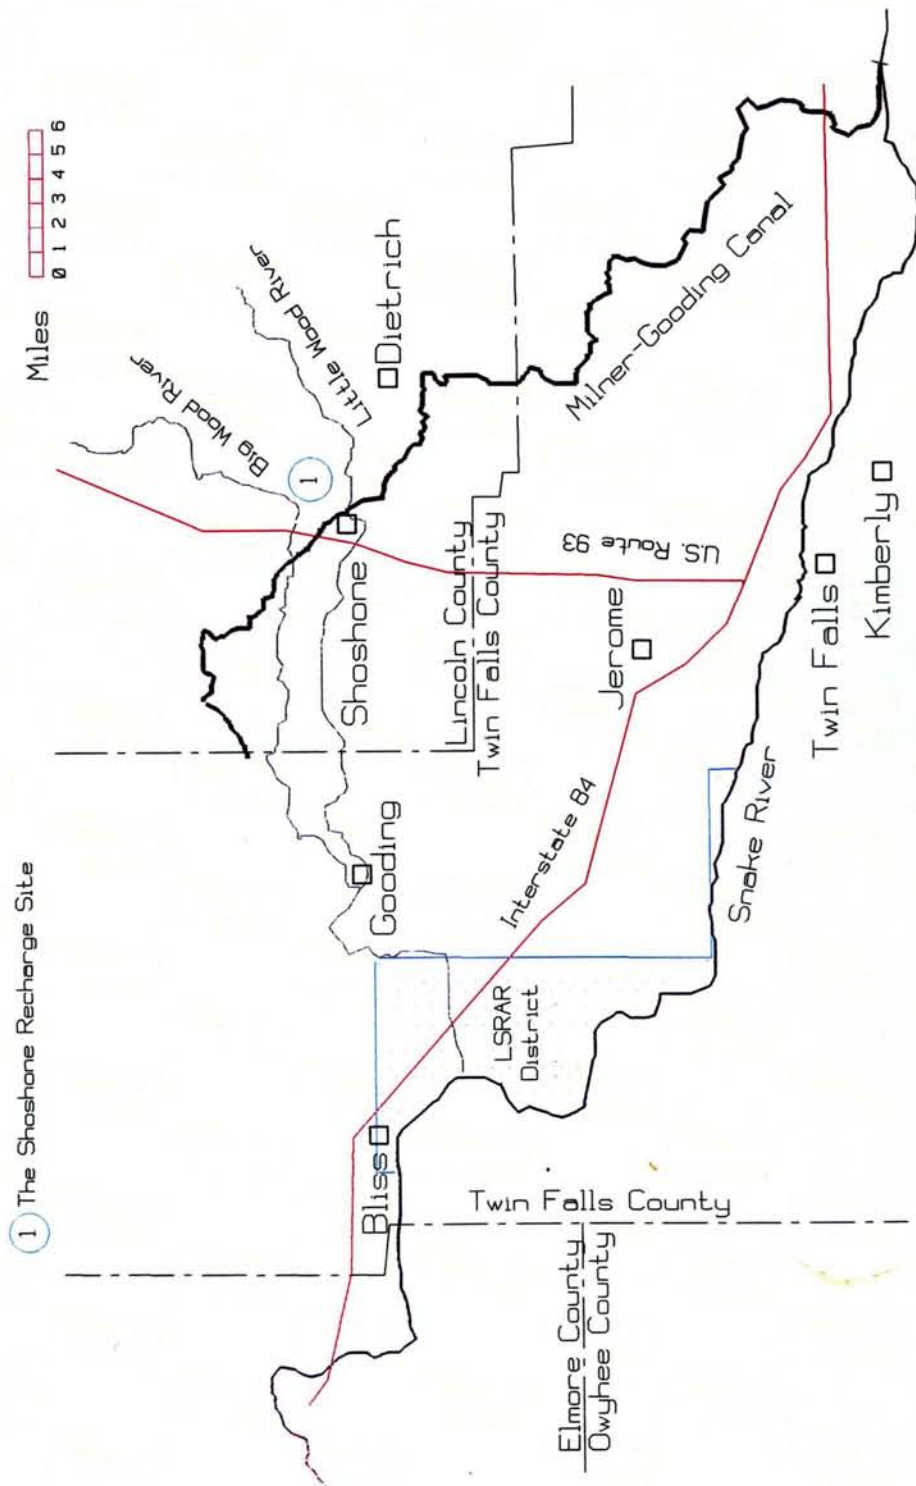 1 The Shoshone Recharge Site
Miles
0 1 2 3 4 5 6
Big Wood River
Little Wood River
1
Dietrich
Shoshone
Gooding
Lincoln County
Twin Falls County
Milner-Gooding Canal
U.S. Route 93
Jerome
Interstate 84
Bliss
LSRAR
District
Snake River
Twin Falls
Kimberly
Twin Falls County
Elmore County
Owyhee County